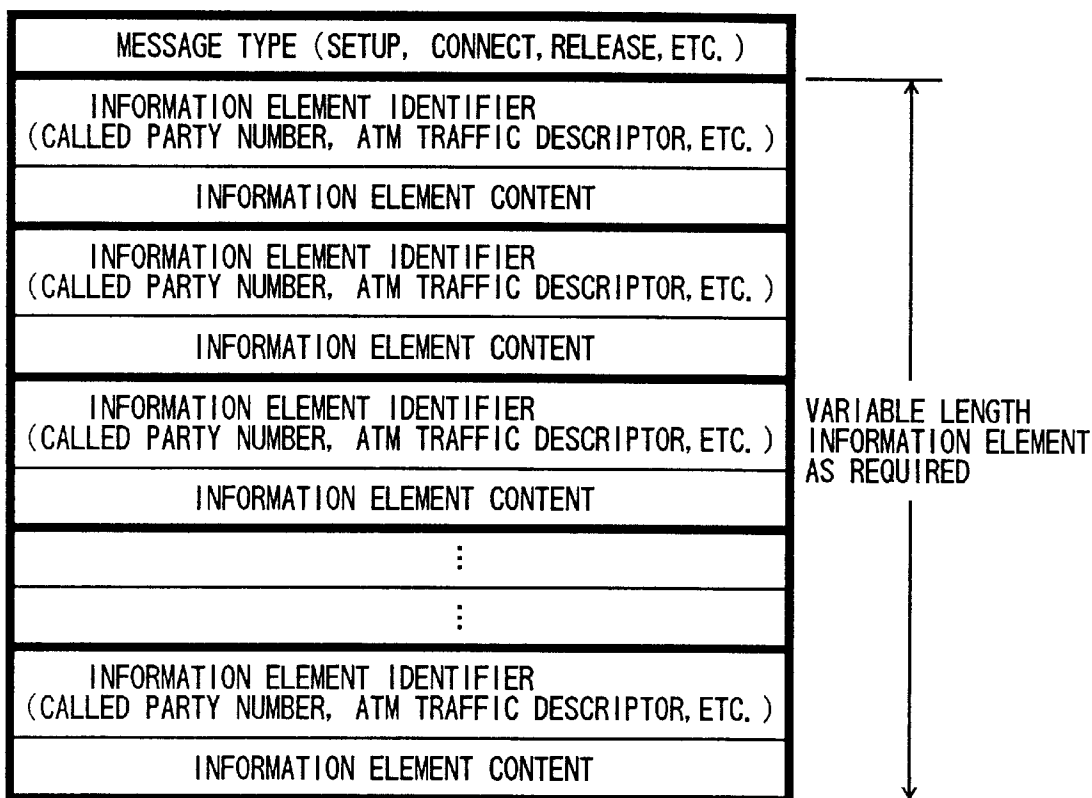 MESSAGE TYPE (SETUP, CONNECT, RELEASE, ETC. )
INFORMATION ELEMENT IDENTIFIER
(CALLED PARTY NUMBER, ATM TRAFFIC DESCRIPTOR, ETC. )
INFORMATION ELEMENT CONTENT
INFORMATION ELEMENT IDENTIFIER
(CALLED PARTY NUMBER, ATM TRAFFIC DESCRIPTOR, ETC. )
INFORMATION ELEMENT CONTENT
INFORMATION ELEMENT IDENTIFIER
(CALLED PARTY NUMBER, ATM TRAFFIC DESCRIPTOR, ETC. )
INFORMATION ELEMENT CONTENT
⋮
⋮
INFORMATION ELEMENT IDENTIFIER
(CALLED PARTY NUMBER, ATM TRAFFIC DESCRIPTOR, ETC. )
INFORMATION ELEMENT CONTENT
VARIABLE LENGTH
INFORMATION ELEMENT
AS REQUIRED